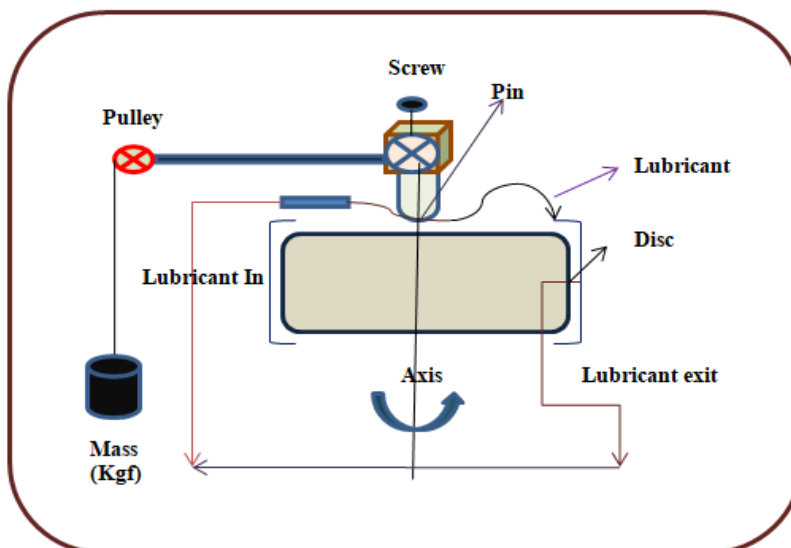 Screw
Pin
Pulley
Lubricant
Disc
Lubricant In
Axis
Lubricant exit
Mass
(Kgf)